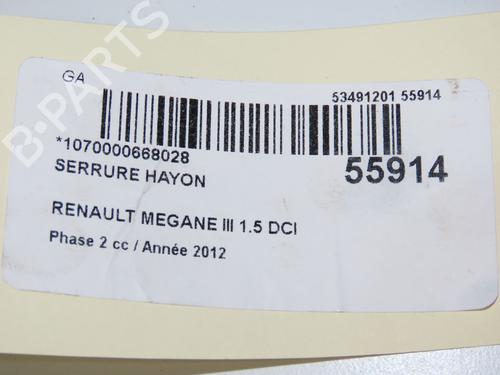 GA
53491201 55914
*1070000668028
55914
SERRURE HAYON
RENAULT MEGANE III 1.5 DCI
Phase 2 cc / Année 2012
B-PARTS